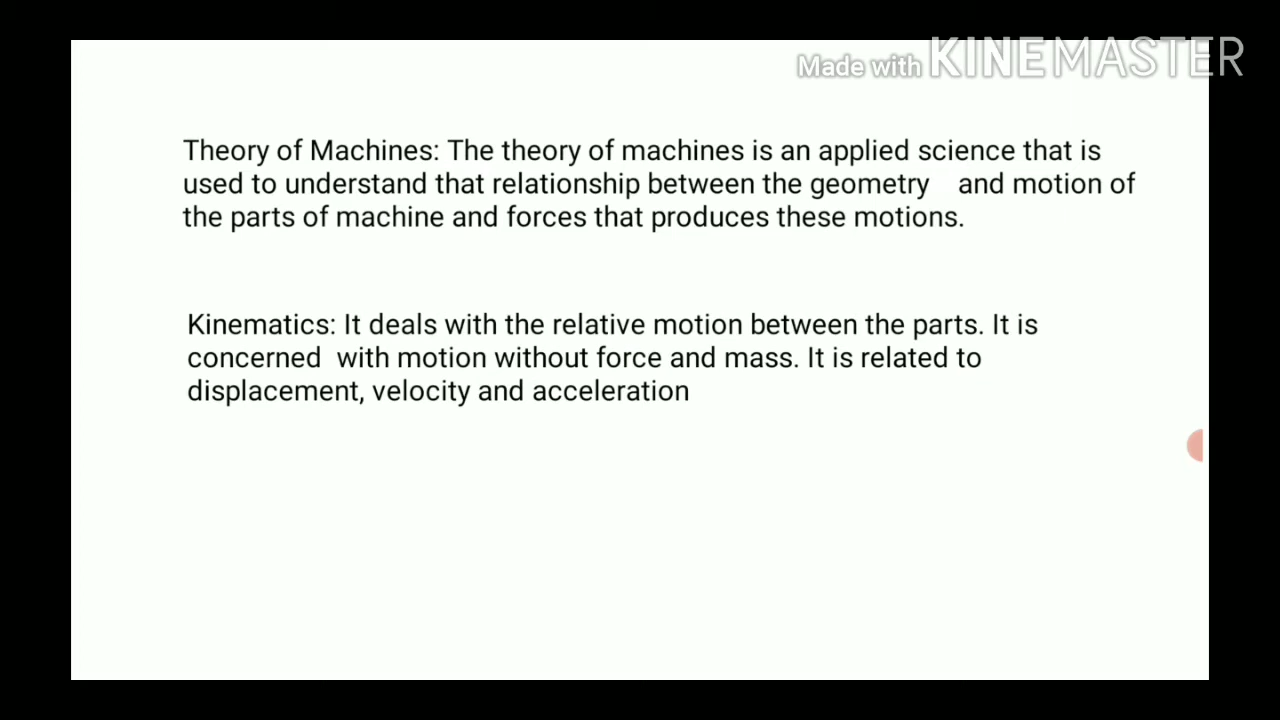 Made with KINEMASTER
Theory of Machines: The theory of machines is an applied science that is
used to understand that relationship between the geometry and motion of
the parts of machine and forces that produces these motions.
Kinematics: It deals with the relative motion between the parts. It is
concerned with motion without force and mass. It is related to
displacement, velocity and acceleration